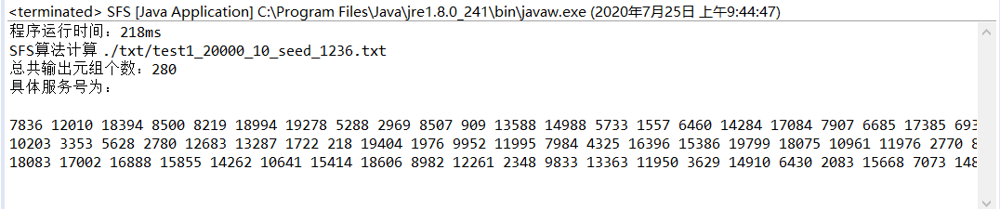 <terminated> SFS [Java Application] C:\Program Files\Java\jre1.8.0_241\bin\javaw.exe (2020年7月25日 上午9:44:47)
程序运行时间：218ms
SFS算法计算 ./txt/test1_20000_10_seed_1236.txt
总共输出元组个数：280
具体服务号为：
7836 12010 18394 8500 8219 18994 19278 5288 2969 8507 909 13588 14988 5733 1557 6460 14284 17084 7907 6685 17385
10203 3353 5628 2780 12683 13287 1722 218 19404 1976 9952 11995 7984 4325 16396 15386 19799 18075 10961 11976 2770
18083 17002 16888 15855 14262 10641 15414 18606 8982 12261 2348 9833 13363 11950 3629 14910 6430 2083 15668 7073